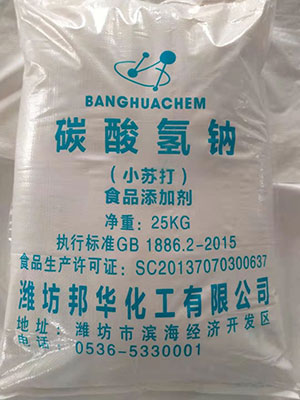 BANGHUACHEM
碳酸氢钠
(小苏打)
食品添加剂
净重：25KG
执行标准GB 1886.2-2015
食品生产许可证：SC20137070300637
潍坊邦华化工有限公司
地址：潍坊市滨海经济开发区
电话：0536-5330001